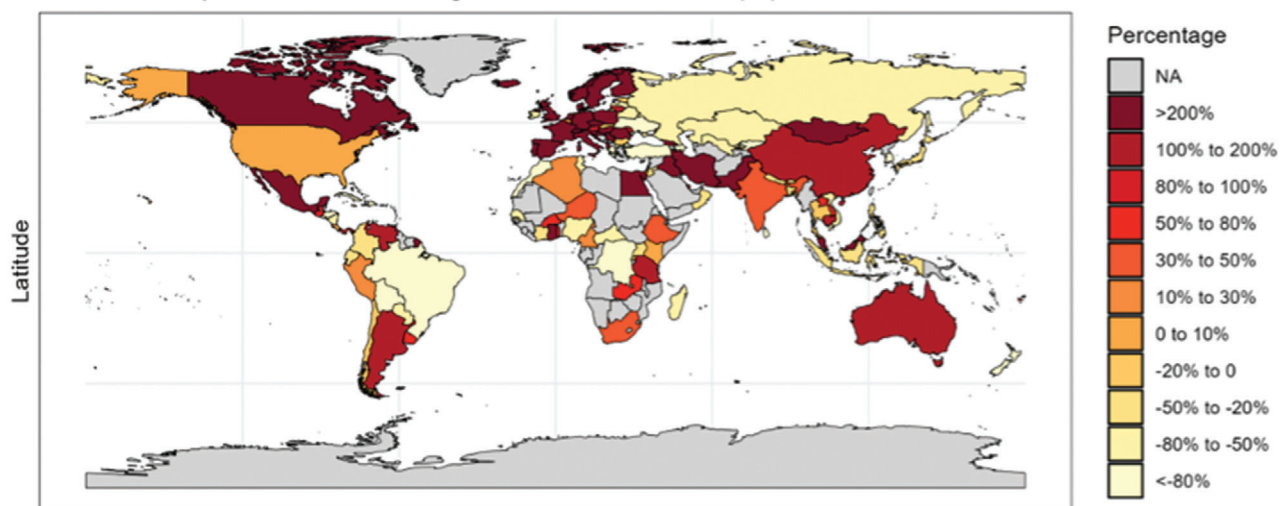 Percentage
NA
>200%
100% to 200%
80% to 100%
50% to 80%
30% to 50%
10% to 30%
0 to 10%
-20% to 0
-50% to -20%
-80% to -50%
<-80%
Latitude